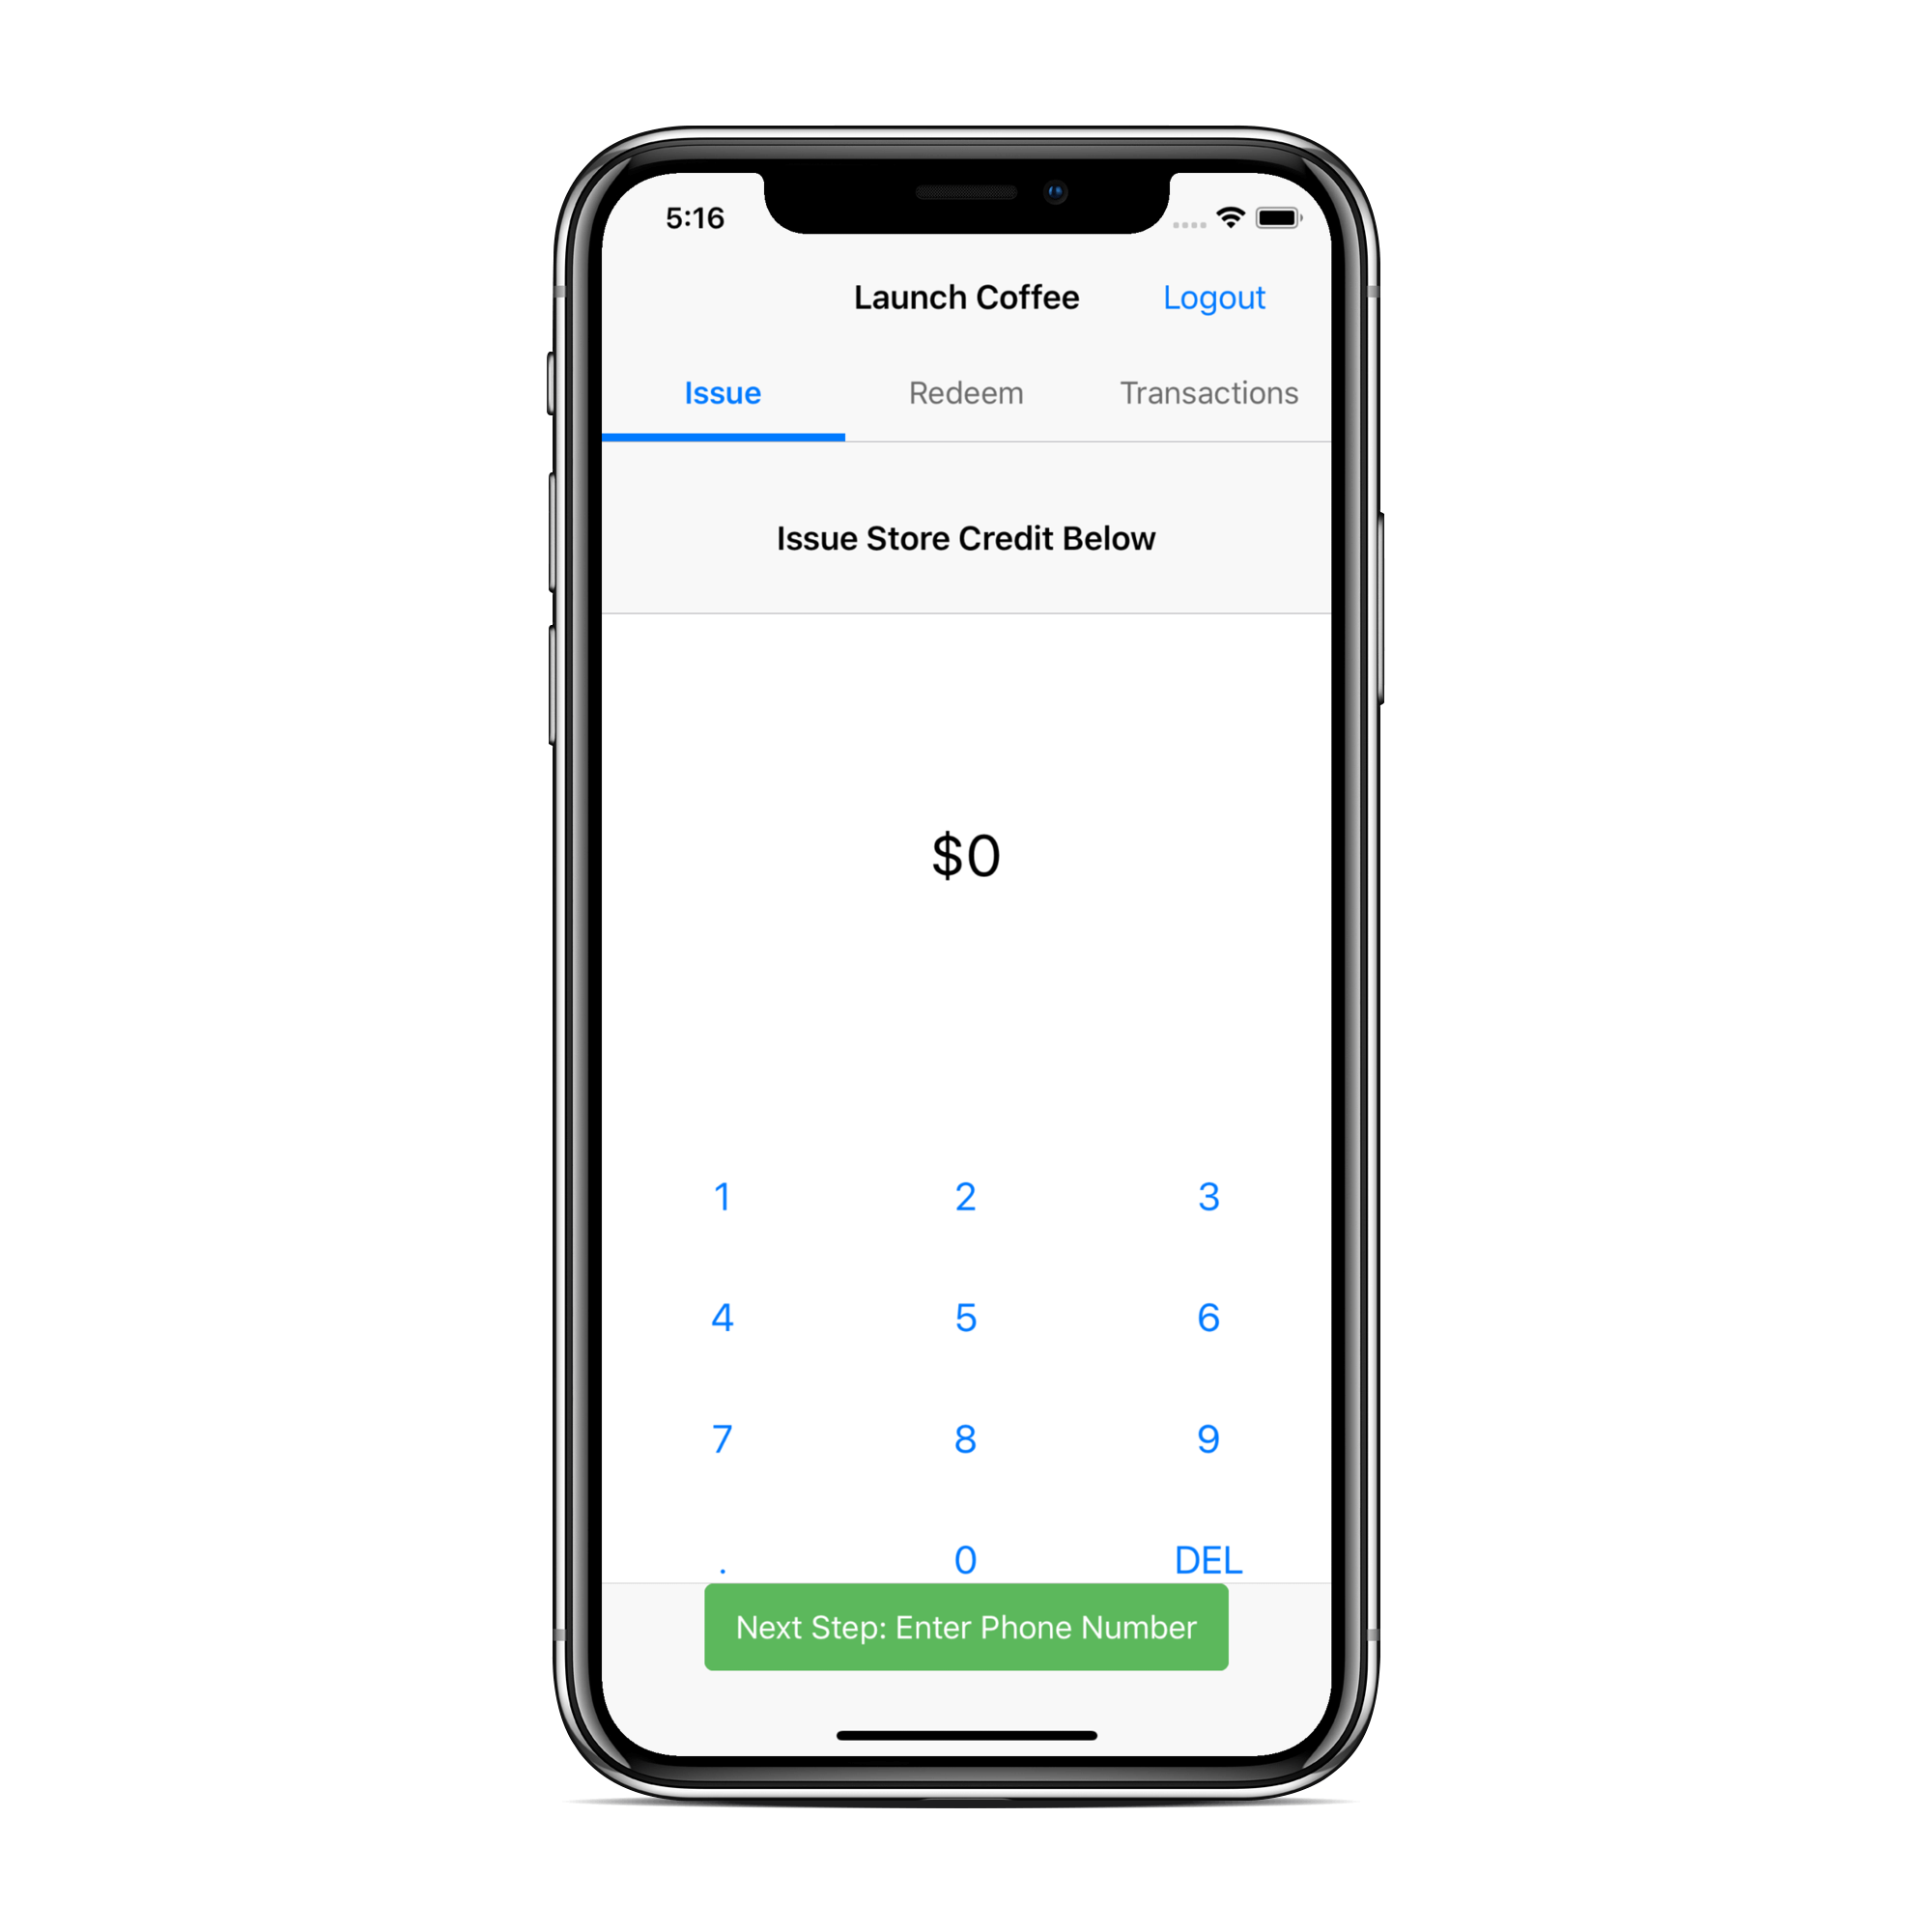 5:16
Launch Coffee Logout
Issue Redeem Transactions
Issue Store Credit Below
$0
1 2 3
4 5 6
7 8 9
. 0 DEL
Next Step: Enter Phone Number